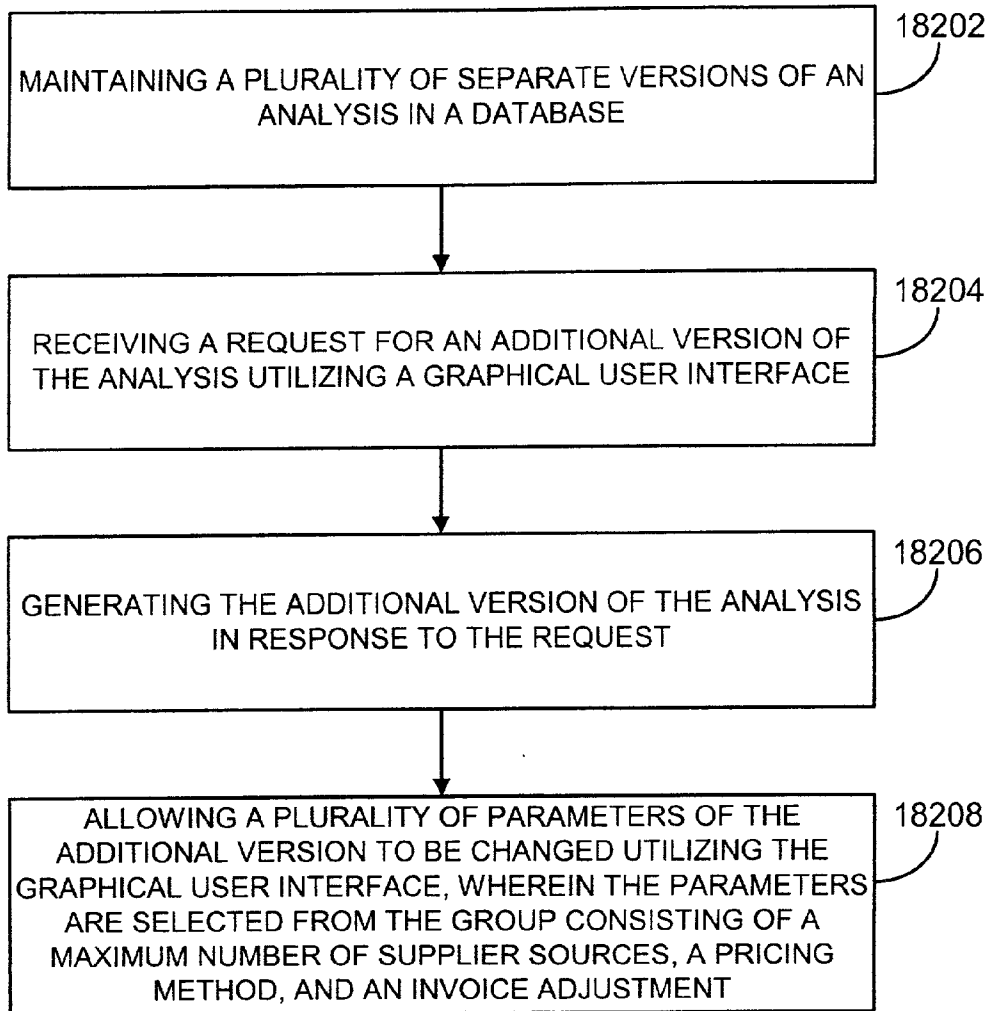 18202
MAINTAINING A PLURALITY OF SEPARATE VERSIONS OF AN
ANALYSIS IN A DATABASE
18204
RECEIVING A REQUEST FOR AN ADDITIONAL VERSION OF
THE ANALYSIS UTILIZING A GRAPHICAL USER INTERFACE
18206
GENERATING THE ADDITIONAL VERSION OF THE ANALYSIS
IN RESPONSE TO THE REQUEST
18208
ALLOWING A PLURALITY OF PARAMETERS OF THE
ADDITIONAL VERSION TO BE CHANGED UTILIZING THE
GRAPHICAL USER INTERFACE, WHEREIN THE PARAMETERS
ARE SELECTED FROM THE GROUP CONSISTING OF A
MAXIMUM NUMBER OF SUPPLIER SOURCES, A PRICING
METHOD, AND AN INVOICE ADJUSTMENT